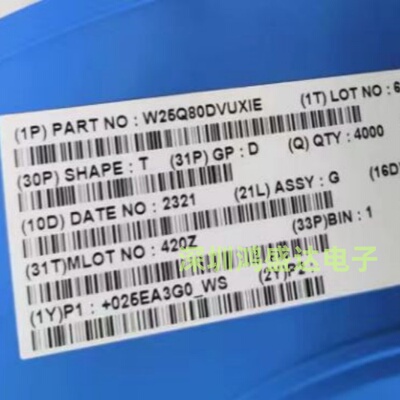 (1P) PART NO : W25Q80DVUXIE (1T) LOT NO : 6
(30P) SHAPE : T (31P) GP : D (Q) QTY : 4000
(10D) DATE NO : 2321 (21L) ASSY : G (16D
(31T)MLOT NO : 420Z (33P)BIN : 1
深圳鸿盛达电子
(1Y)P1 : +025EA3G0_WS